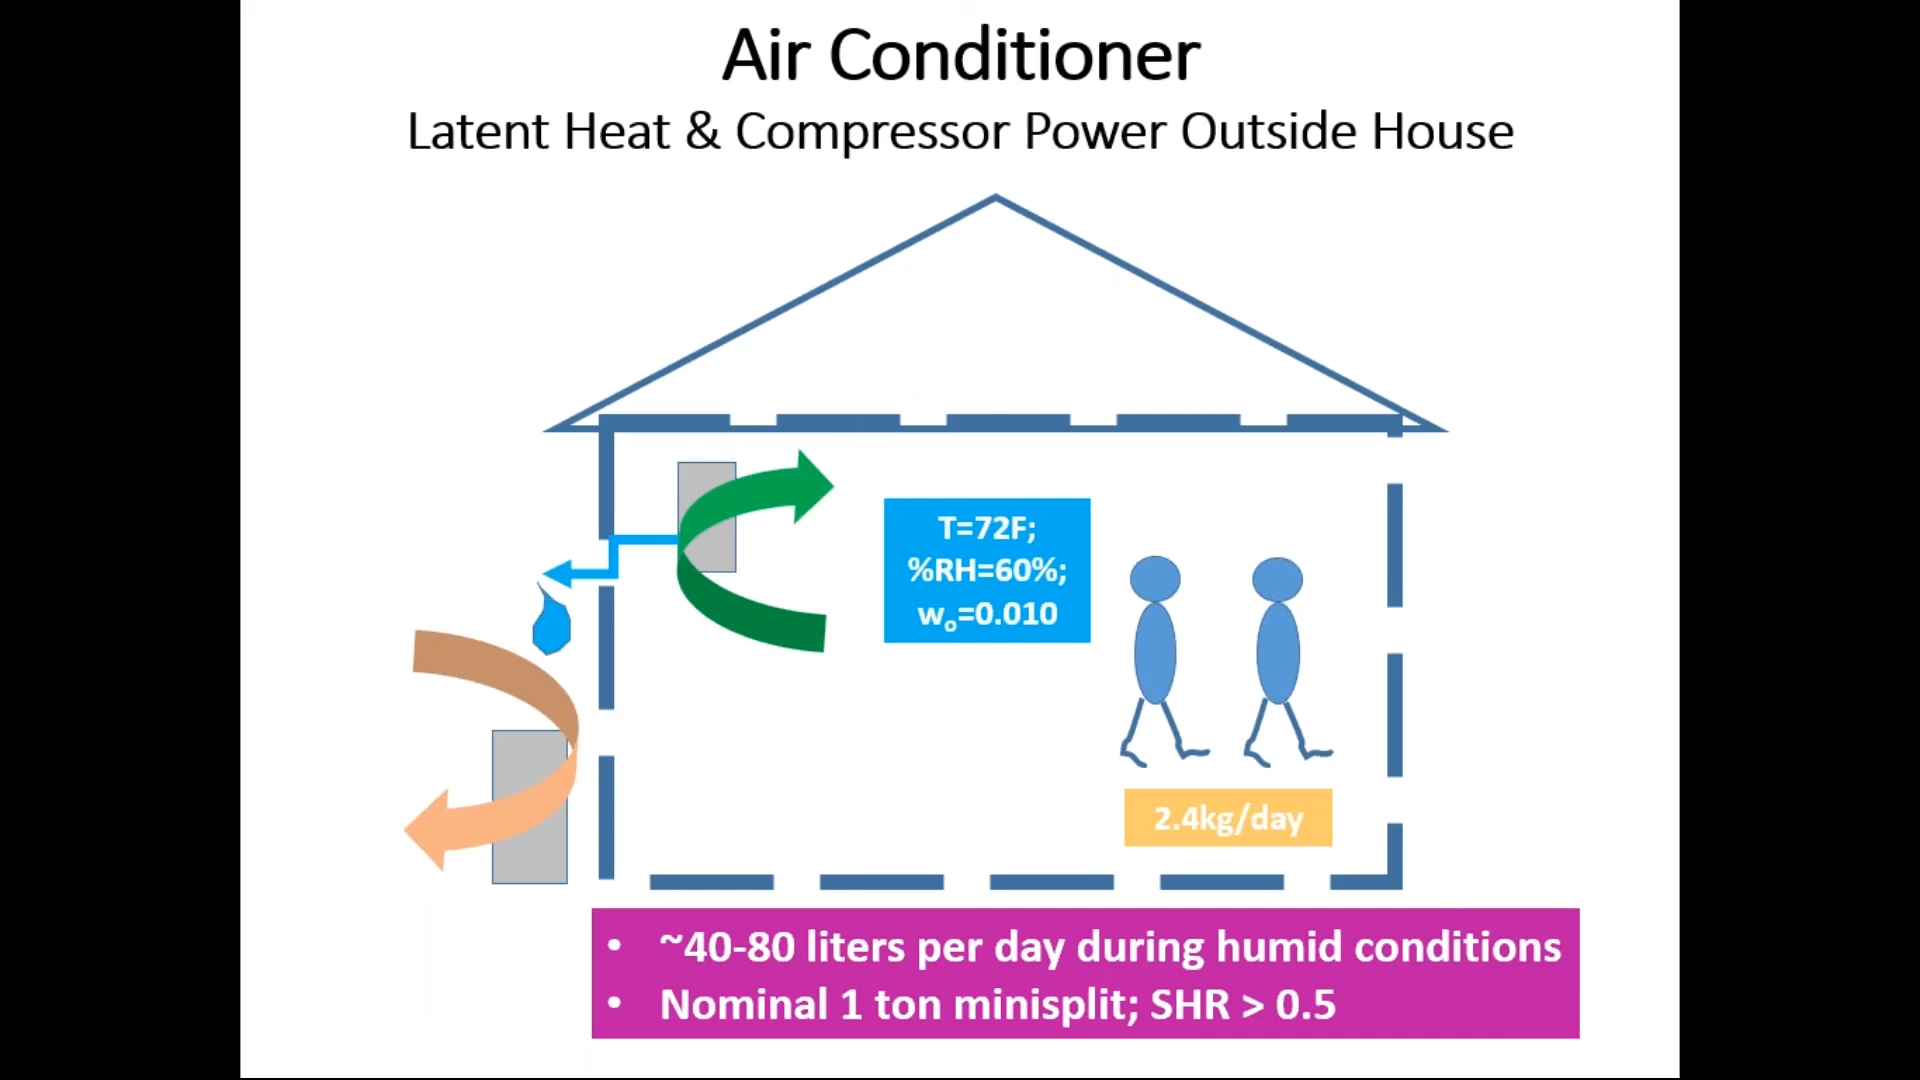 Air Conditioner
Latent Heat & Compressor Power Outside House
T=72F;
%RH=60%;
wo=0.010
2.4kg/day
• ~40-80 liters per day during humid conditions
• Nominal 1 ton minisplit; SHR > 0.5